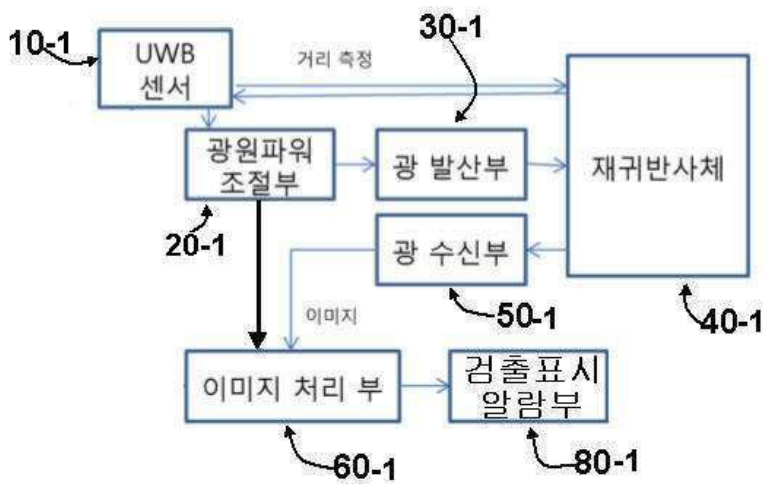 10-1
UWB
센서
거리 측정
30-1
광원파워
조절부
광 발산부
재귀반사체
20-1
광 수신부
이미지
50-1
40-1
이미지 처리 부
검출표시
알람부
60-1
80-1